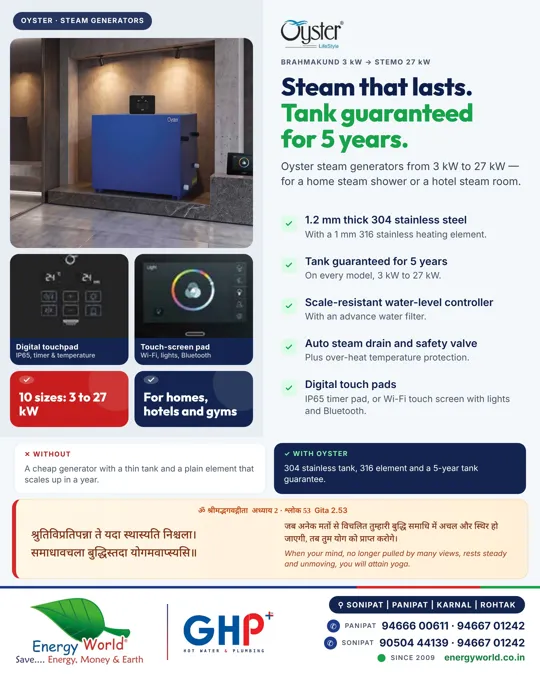 OYSTER · STEAM GENERATORS
Oyster
LifeStyle
BRAHMAKUND 3 kW → STEMO 27 kW
Steam that lasts.
Tank guaranteed
for 5 years.
Oyster steam generators from 3 kW to 27 kW —
for a home steam shower or a hotel steam room.
1.2 mm thick 304 stainless steel
With a 1 mm 316 stainless heating element.
Tank guaranteed for 5 years
On every model, 3 kW to 27 kW.
Scale-resistant water-level controller
With an advance water filter.
Auto steam drain and safety valve
Plus over-heat temperature protection.
Digital touch pads
IP65 timer pad, or Wi-Fi touch screen with lights
and Bluetooth.
Oyster
Light
Digital touchpad
IP65, timer & temperature
Touch-screen pad
Wi-Fi, lights, Bluetooth
10 sizes: 3 to 27
kW
For homes,
hotels and gyms
✕ WITHOUT
A cheap generator with a thin tank and a plain element that
scales up in a year.
✓ WITH OYSTER
304 stainless tank, 316 element and a 5-year tank
guarantee.
ॐ श्रीमद्भगवद्गीता अध्याय 2 · श्लोक 53 Gita 2.53
श्रुतिविप्रतिपन्ना ते यदा स्थास्यति निश्चला।
समाधावचला बुद्धिस्तदा योगमवाप्स्यसि॥
जब अनेक मतों से विचलित तुम्हारी बुद्धि समाधि में अचल और स्थिर हो
जाएगी, तब तुम योग को प्राप्त करोगे।
When your mind, no longer pulled by many views, rests steady
and unmoving, you will attain yoga.
Energy World
Save.... Energy, Money & Earth
GHP+
HOT WATER & PLUMBING
SONIPAT | PANIPAT | KARNAL | ROHTAK
PANIPAT 94666 00611 · 94667 01242
SONIPAT 90504 44139 · 94667 01242
SINCE 2009 energyworld.co.in